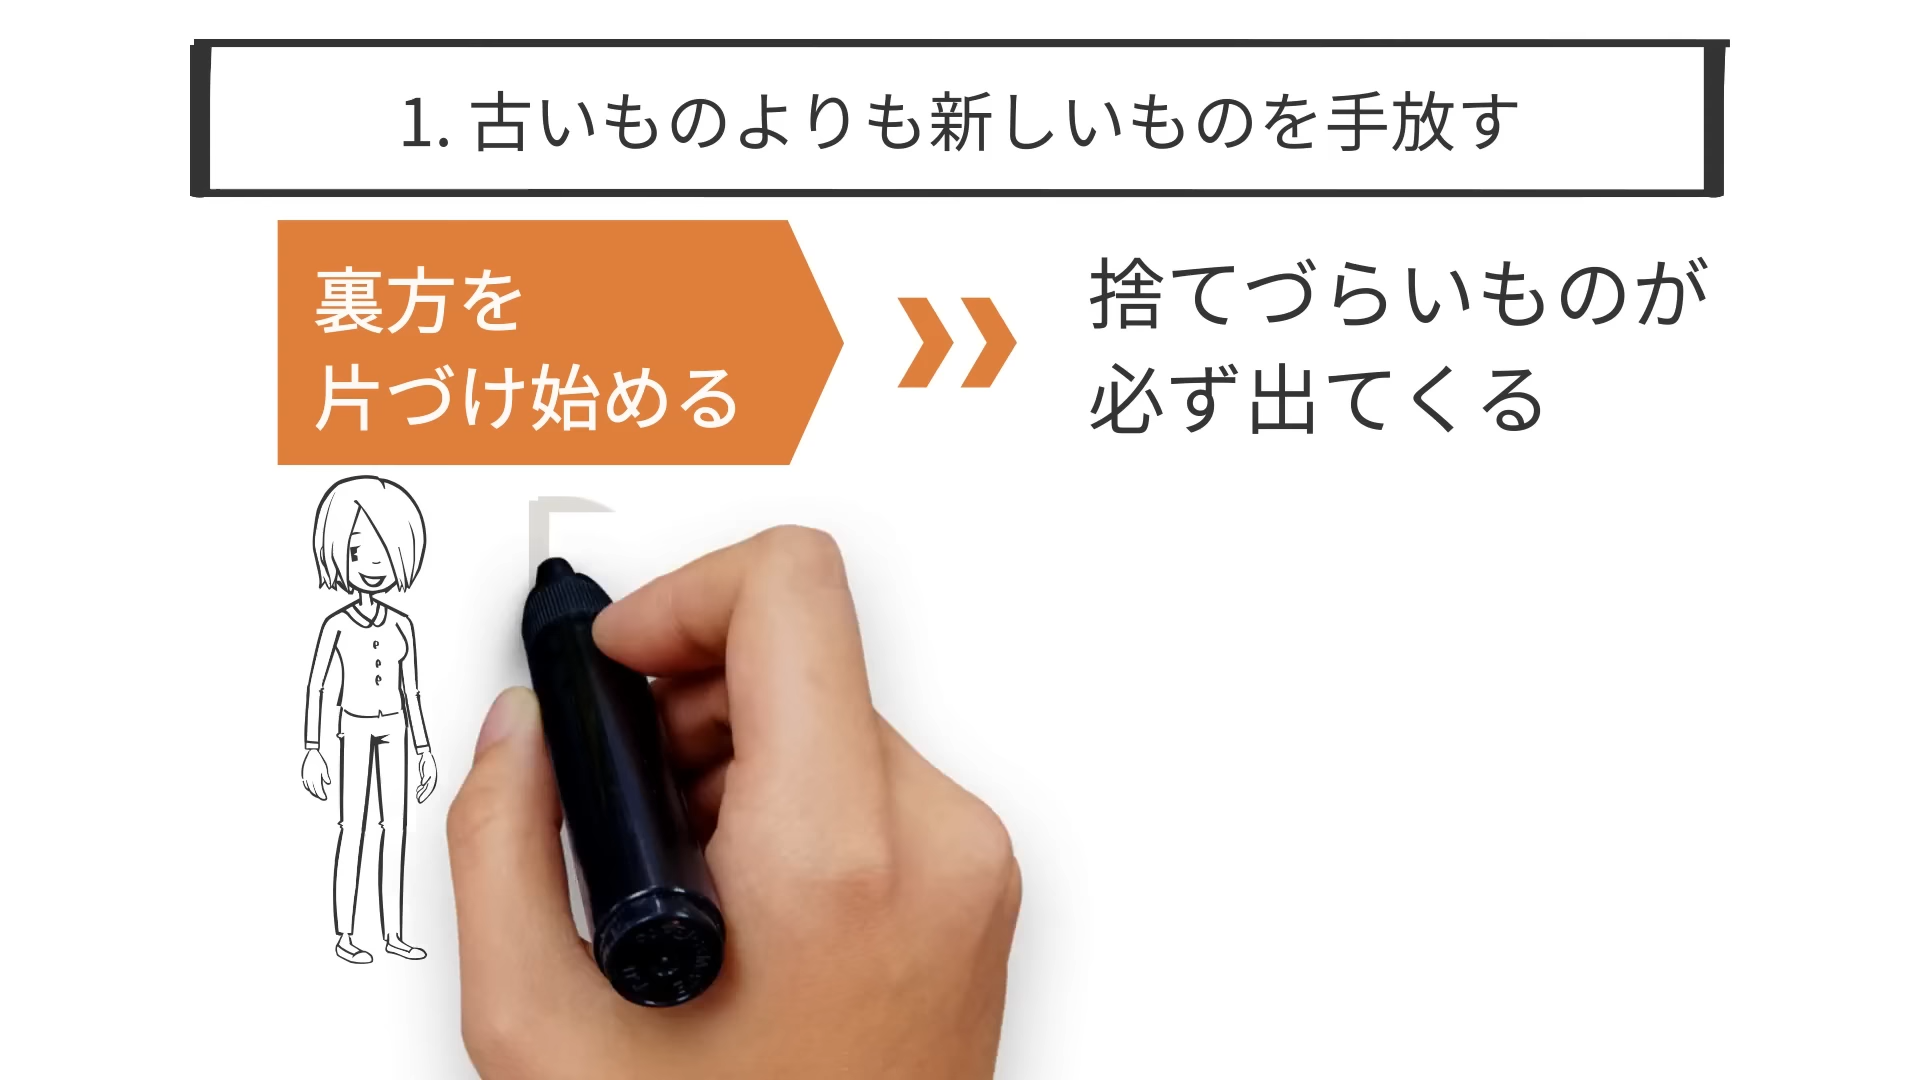 1. 古いものよりも新しいものを手放す
裏方を
片づけ始める
捨てづらいものが
必ず出てくる